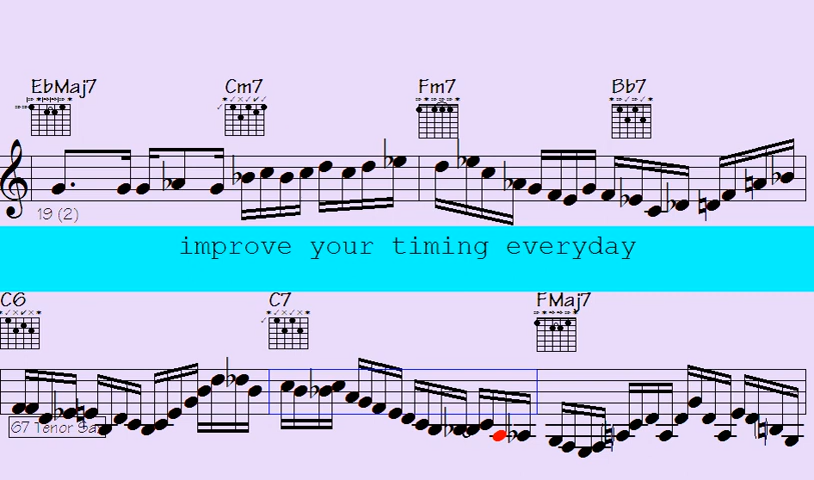 EbMaj7 Cm7 Fm7 Bb7
19 (2)
improve your timing everyday
C6 C7 FMaj7
67 Tenor Sax